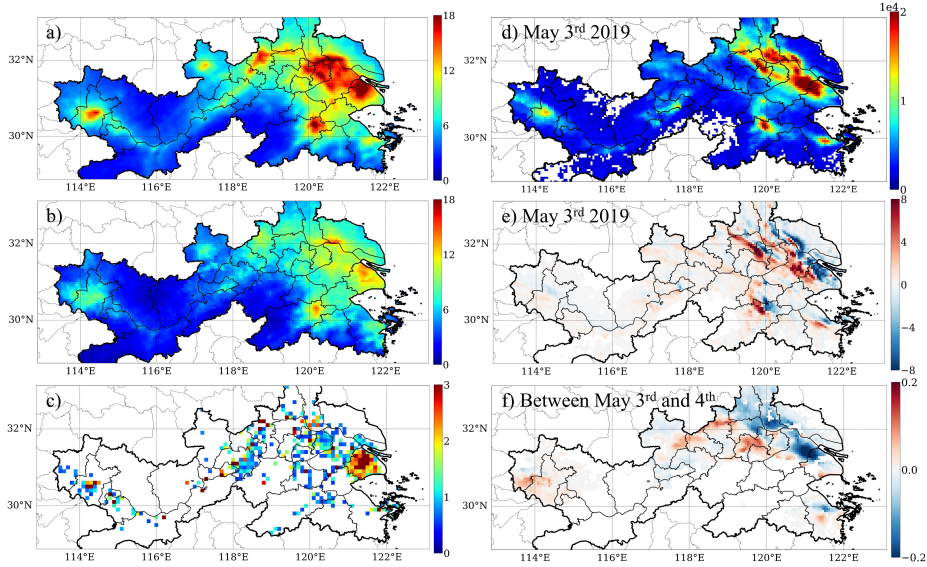 a)
18
12
6
0
32°N
30°N
114°E 116°E 118°E 120°E 122°E
d) May 3rd 2019
1e4
2
1
0
32°N
30°N
114°E 116°E 118°E 120°E 122°E
b)
18
12
6
0
32°N
30°N
114°E 116°E 118°E 120°E 122°E
e) May 3rd 2019
8
4
0
−4
−8
32°N
30°N
114°E 116°E 118°E 120°E 122°E
c)
3
2
1
0
32°N
30°N
114°E 116°E 118°E 120°E 122°E
f) Between May 3rd and 4th
0.2
0.0
−0.2
32°N
30°N
114°E 116°E 118°E 120°E 122°E